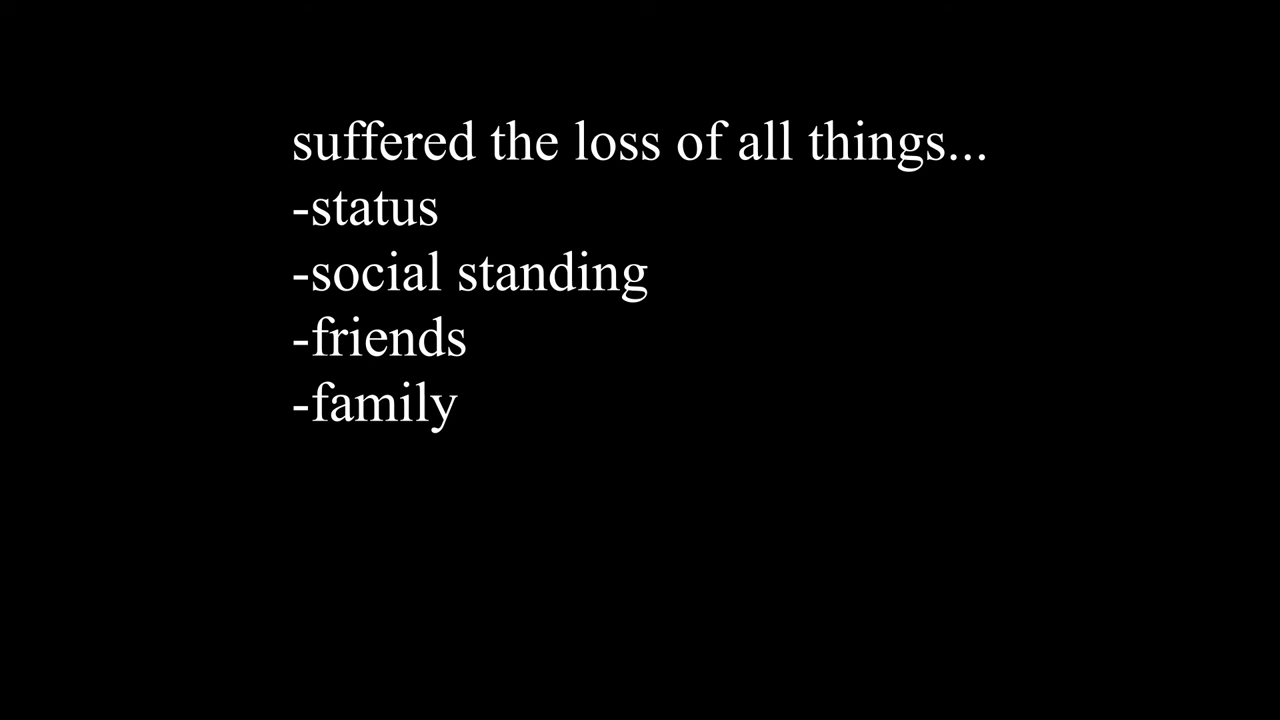 suffered the loss of all things...
-status
-social standing
-friends
-family